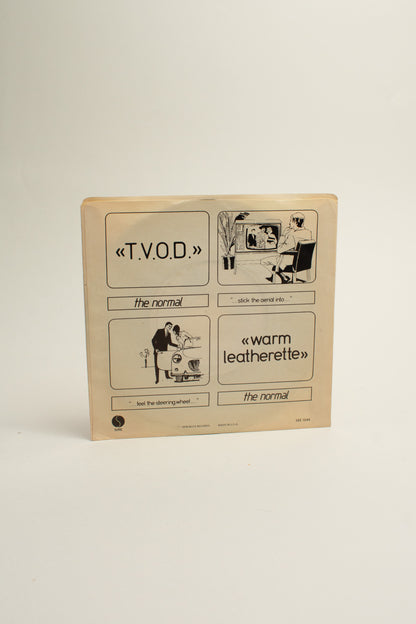 «T.V.O.D.»
the normal
"... stick the aerial into ..."
"... feel the steering wheel ..."
«warm
leatherette»
the normal